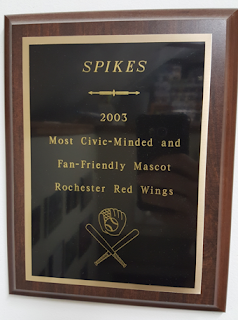 SPIKES
2003
Most Civic-Minded and
Fan-Friendly Mascot
Rochester Red Wings